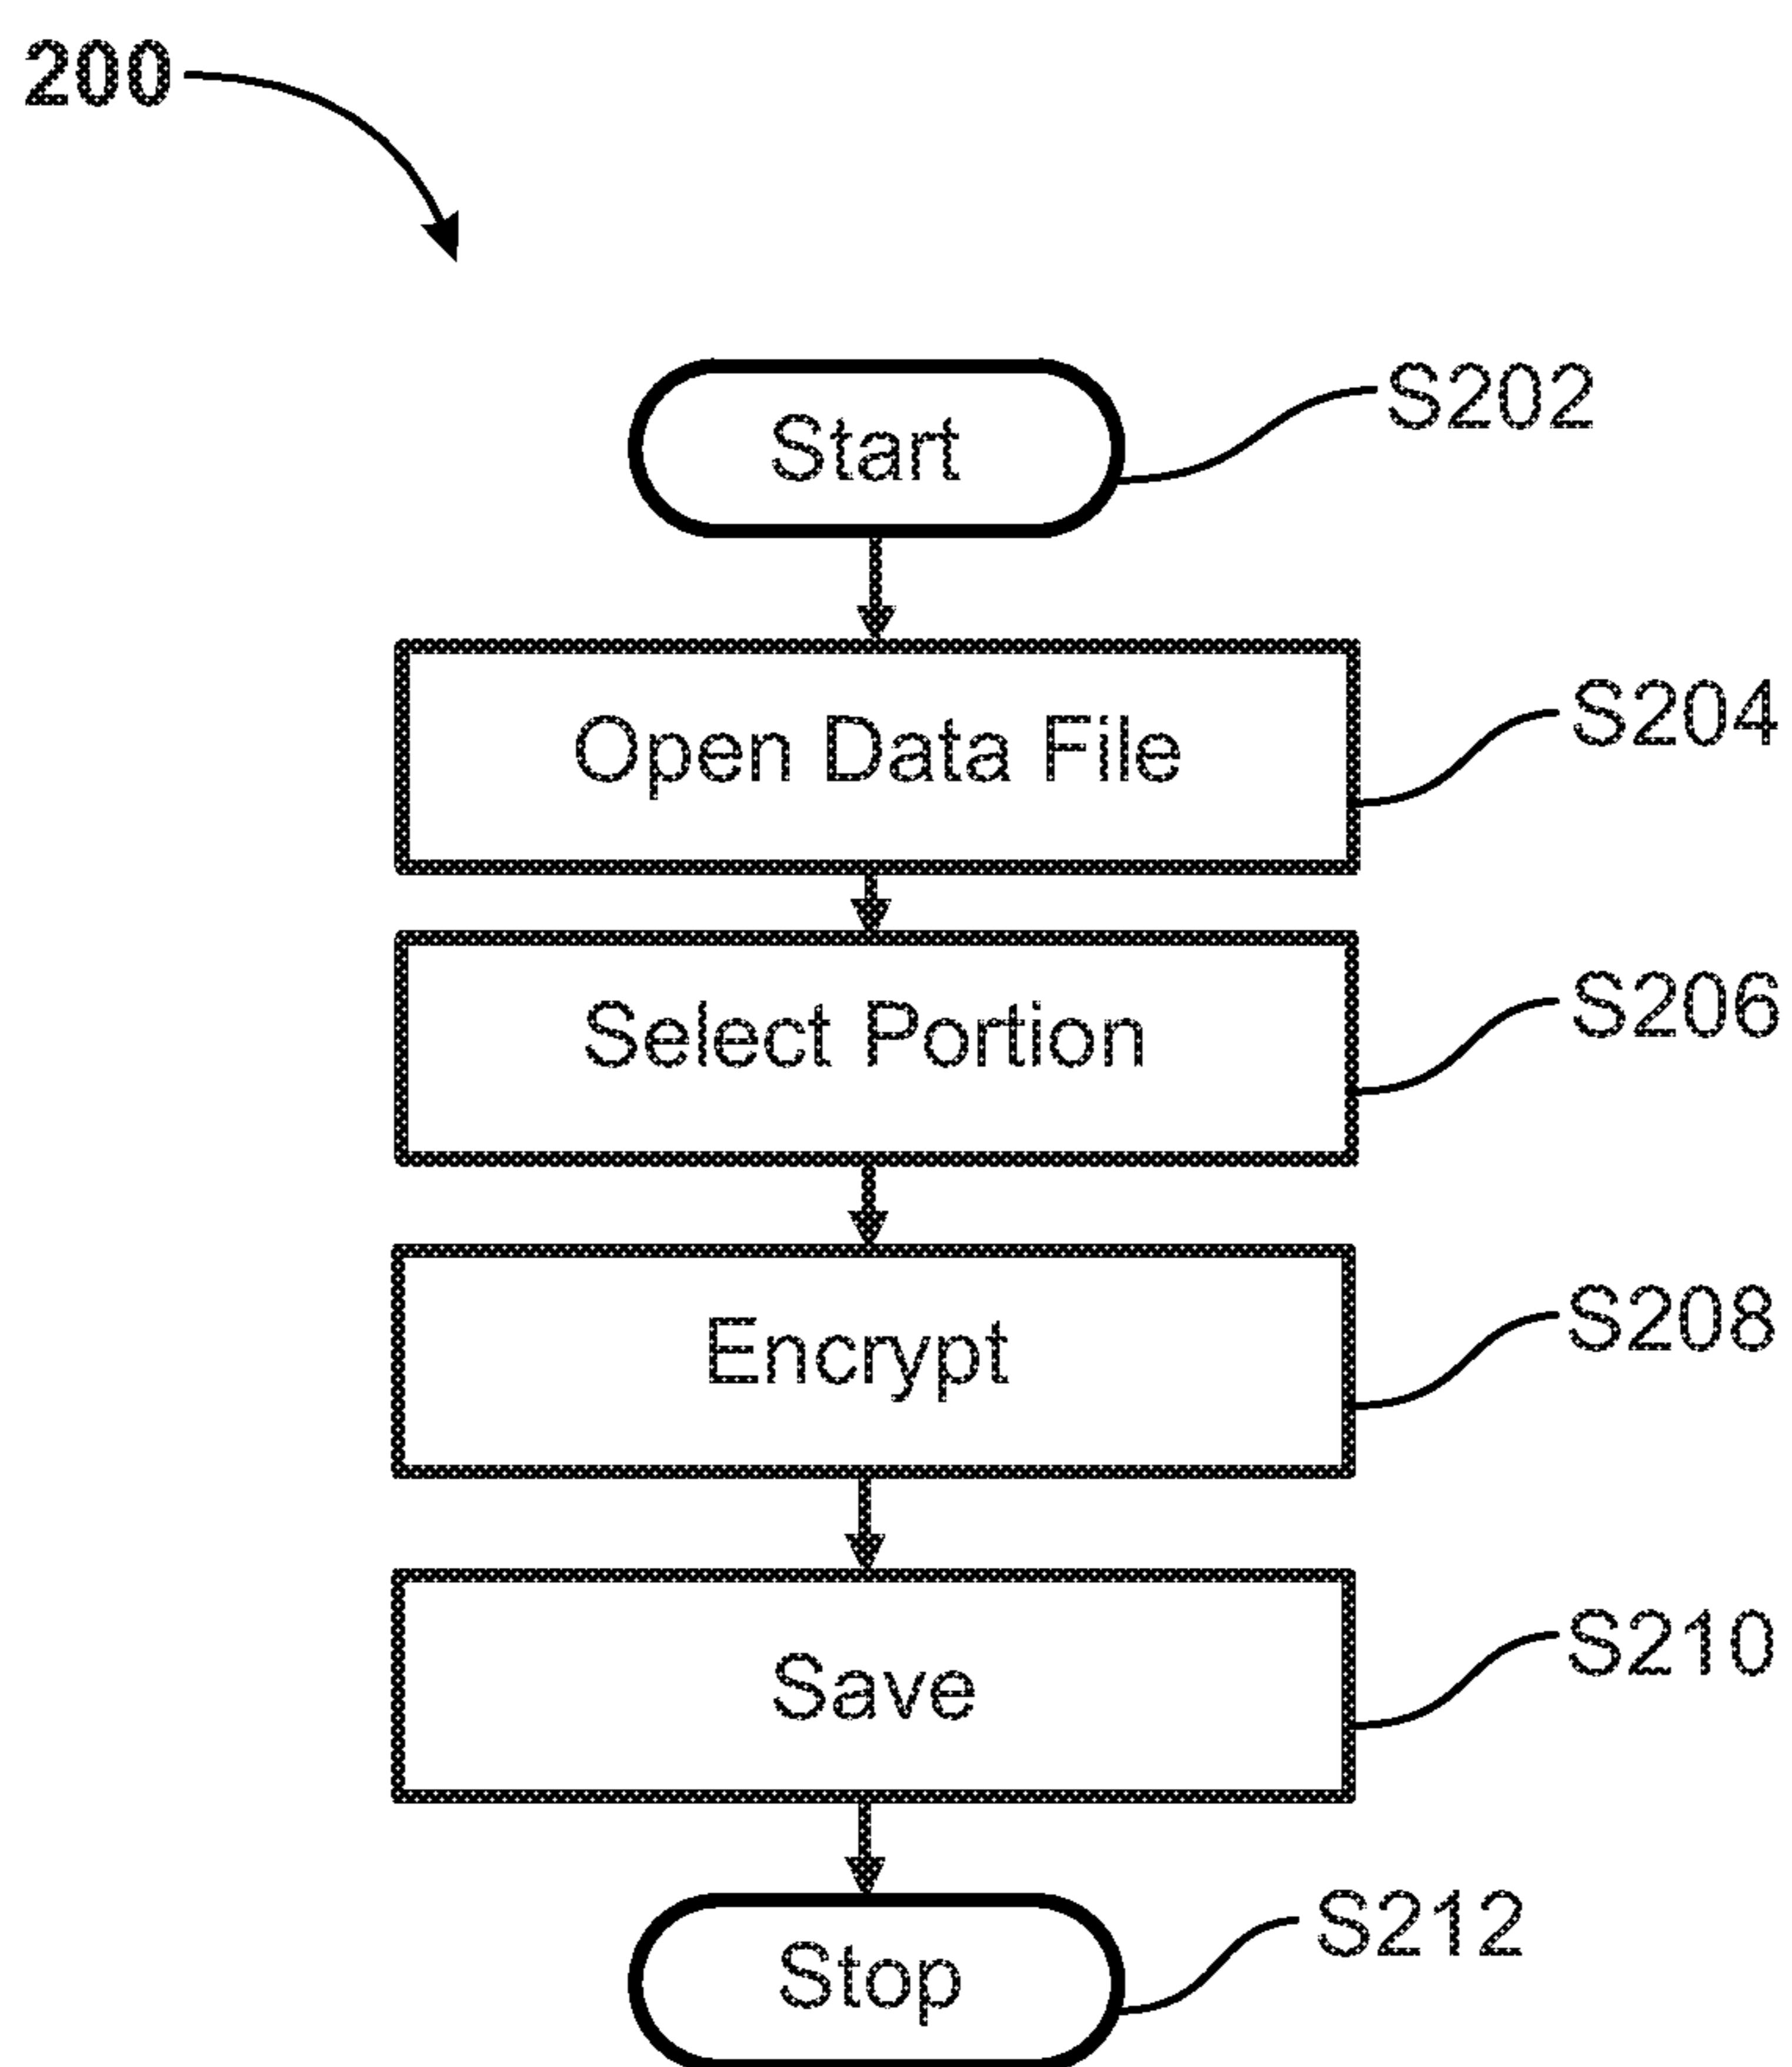 200
Start
S202
Open Data File
S204
Select Portion
S206
Encrypt
S208
Save
S210
Stop
S212